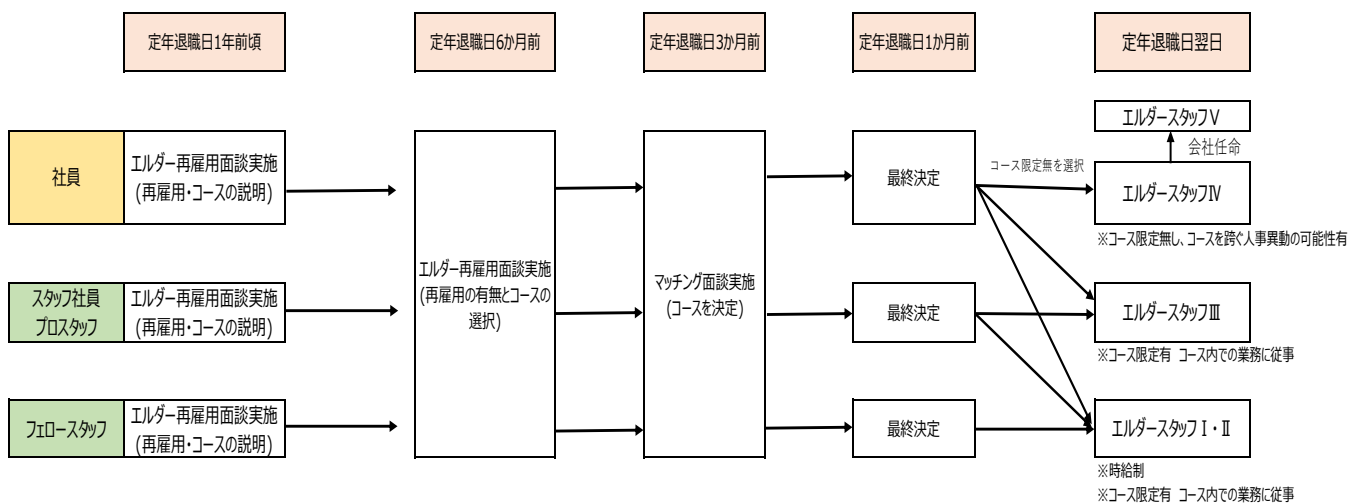 定年退職日1年前頃
定年退職日6か月前
定年退職日3か月前
定年退職日1か月前
定年退職日翌日
社員
エルダー再雇用面談実施
(再雇用・コースの説明)
スタッフ社員
プロスタッフ
エルダー再雇用面談実施
(再雇用・コースの説明)
フェロースタッフ
エルダー再雇用面談実施
(再雇用・コースの説明)
エルダー再雇用面談実施
(再雇用の有無とコースの
選択)
マッチング面談実施
(コースを決定)
最終決定
最終決定
最終決定
コース限定無を選択
エルダースタッフⅤ
会社任命
エルダースタッフⅣ
※コース限定無し、コースを跨ぐ人事異動の可能性有
エルダースタッフⅢ
※コース限定有 コース内での業務に従事
エルダースタッフⅠ・Ⅱ
※時給制
※コース限定有 コース内での業務に従事